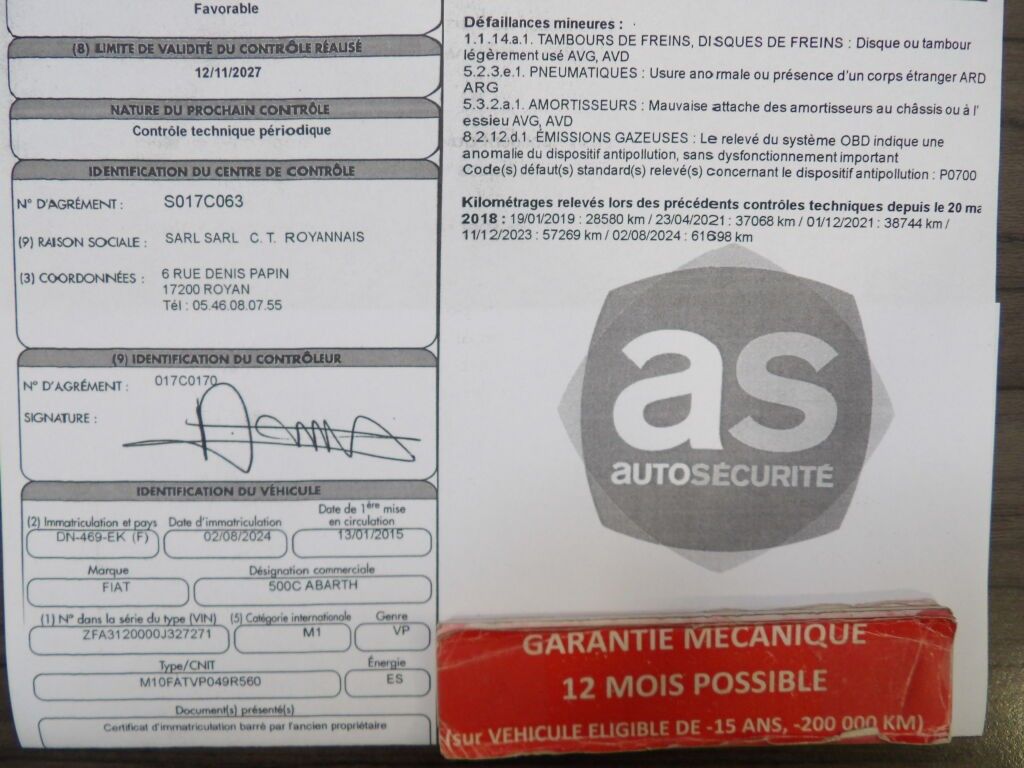 Favorable
(8) LIMITE DE VALIDITÉ DU CONTRÔLE RÉALISÉ
12/11/2027
NATURE DU PROCHAIN CONTRÔLE
Contrôle technique périodique
IDENTIFICATION DU CENTRE DE CONTRÔLE
N° D'AGRÉMENT : S017C063
(9) RAISON SOCIALE : SARL SARL C. T. ROYANNAIS
(3) COORDONNÉES : 6 RUE DENIS PAPIN
17200 ROYAN
Tél : 05.46.08.07.55
(9) IDENTIFICATION DU CONTRÔLEUR
N° D'AGRÉMENT : 017C0170
SIGNATURE :
IDENTIFICATION DU VÉHICULE
(2) Immatriculation et pays Date d'immatriculation Date de 1ère mise en circulation
DN-469-EK (F) 02/08/2024 13/01/2015
Marque Désignation commerciale
FIAT 500C ABARTH
(1) N° dans la série du type (VIN) (5) Catégorie internationale Genre
ZFA3120000J327271 M1 VP
Type/CNIT Énergie
M10FATVP049R560 ES
Document(s) présenté(s)
Certificat d'immatriculation barré par l'ancien propriétaire
Défaillances mineures :
1.1.14.a.1. TAMBOURS DE FREINS, DISQUES DE FREINS : Disque ou tambour
légèrement usé AVG, AVD
5.2.3.e.1. PNEUMATIQUES : Usure anormale ou présence d'un corps étranger ARD
ARG
5.3.2.a.1. AMORTISSEURS : Mauvaise attache des amortisseurs au châssis ou à l'
essieu AVG, AVD
8.2.12.d.1. ÉMISSIONS GAZEUSES : Le relevé du système OBD indique une
anomalie du dispositif antipollution, sans dysfonctionnement important
Code(s) défaut(s) standard(s) relevé(s) concernant le dispositif antipollution : P0700
Kilométrages relevés lors des précédents contrôles techniques depuis le 20 ma
2018 : 19/01/2019 : 28580 km / 23/04/2021 : 37068 km / 01/12/2021 : 38744 km /
11/12/2023 : 57269 km / 02/08/2024 : 61698 km
as
AUTOSÉCURITÉ
GARANTIE MECANIQUE
12 MOIS POSSIBLE
(sur VEHICULE ELIGIBLE DE -15 ANS, -200 000 KM)